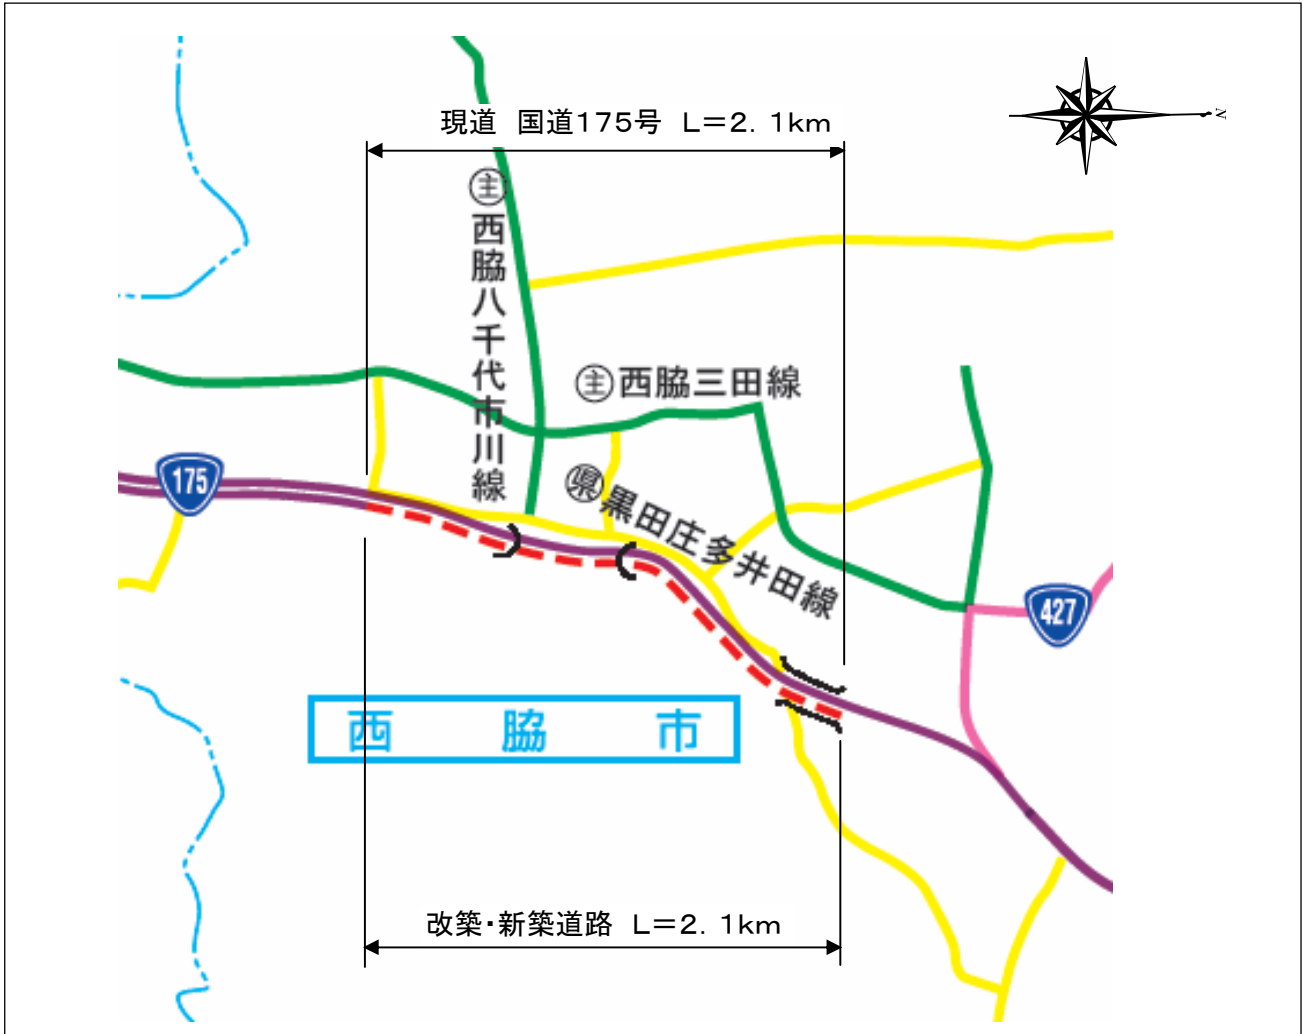 現道　国道175号　L＝2．1km
N
㊟西脇八千代市川線
㊟西脇三田線
175
㊩黒田庄多井田線
427
西脇市
改築・新築道路　L＝2．1km